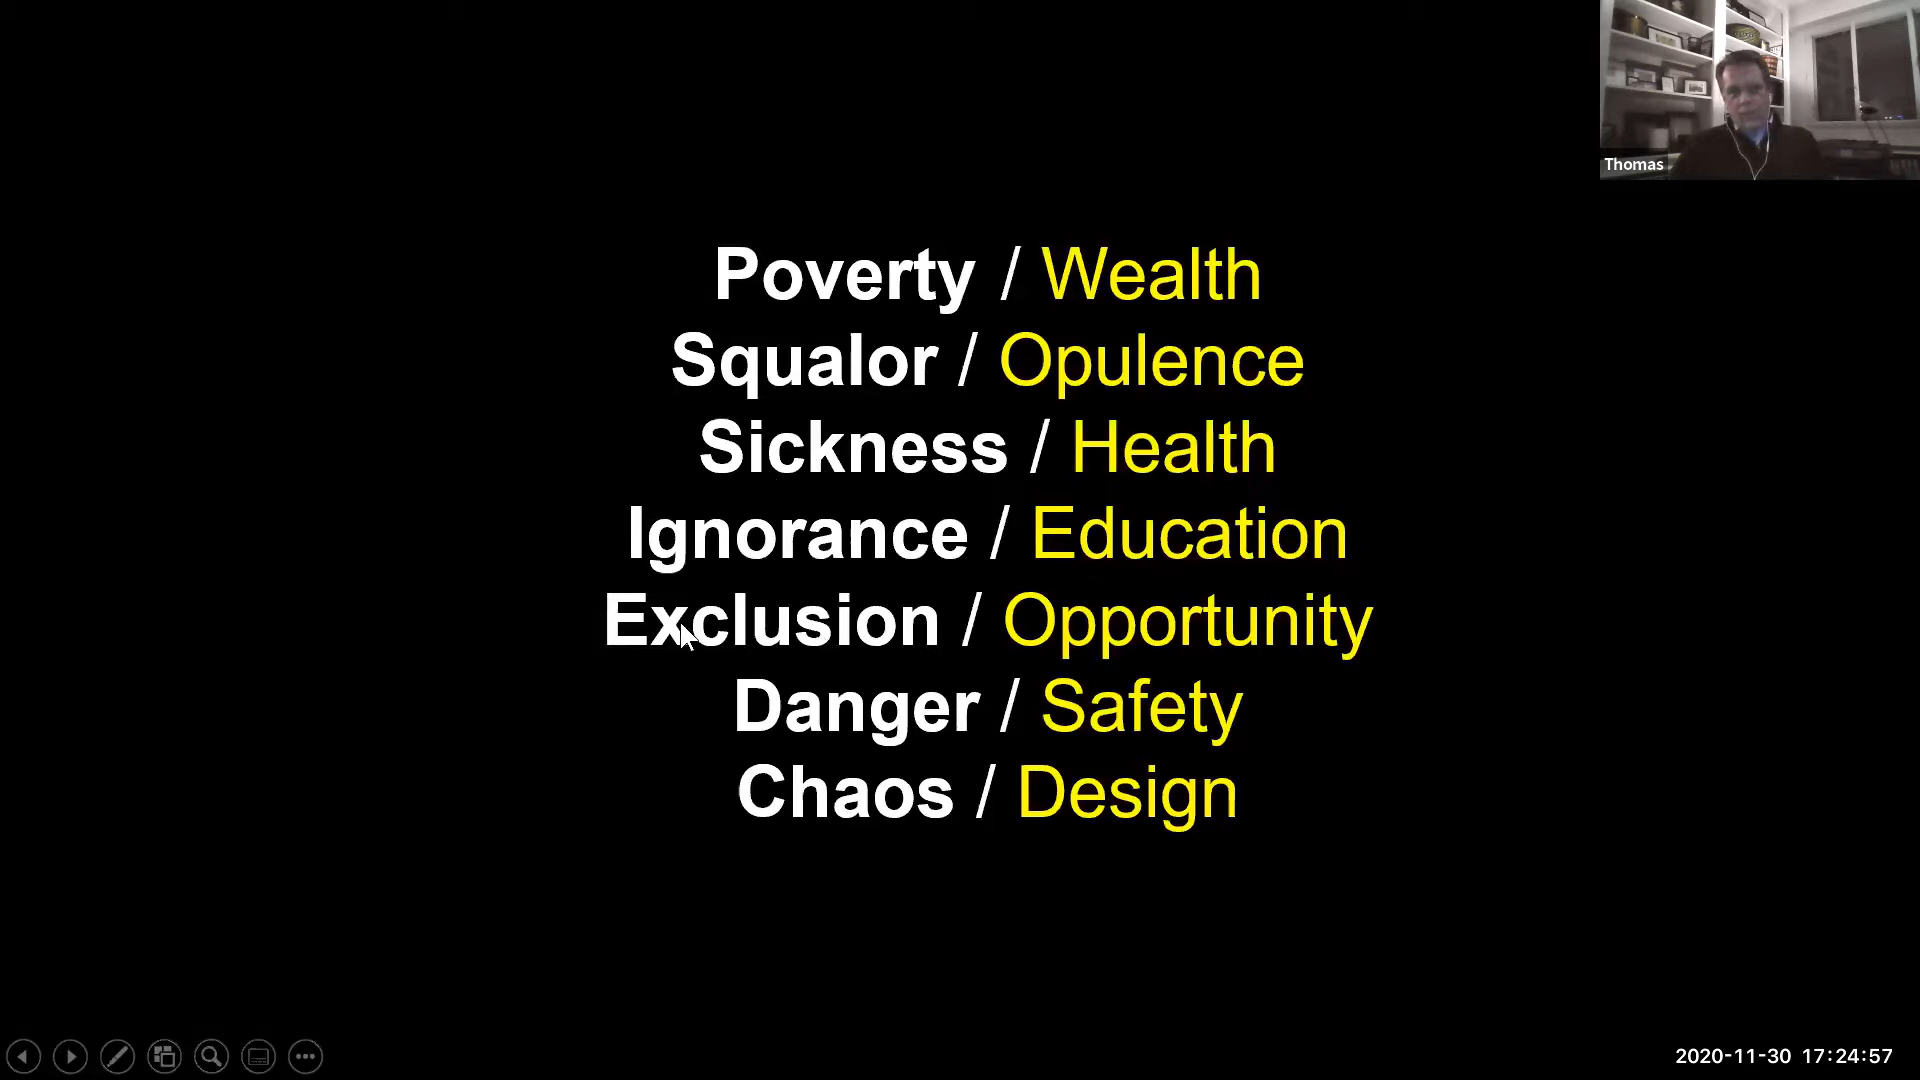 Thomas
Poverty / Wealth
Squalor / Opulence
Sickness / Health
Ignorance / Education
Exclusion / Opportunity
Danger / Safety
Chaos / Design
2020-11-30 17:24:57